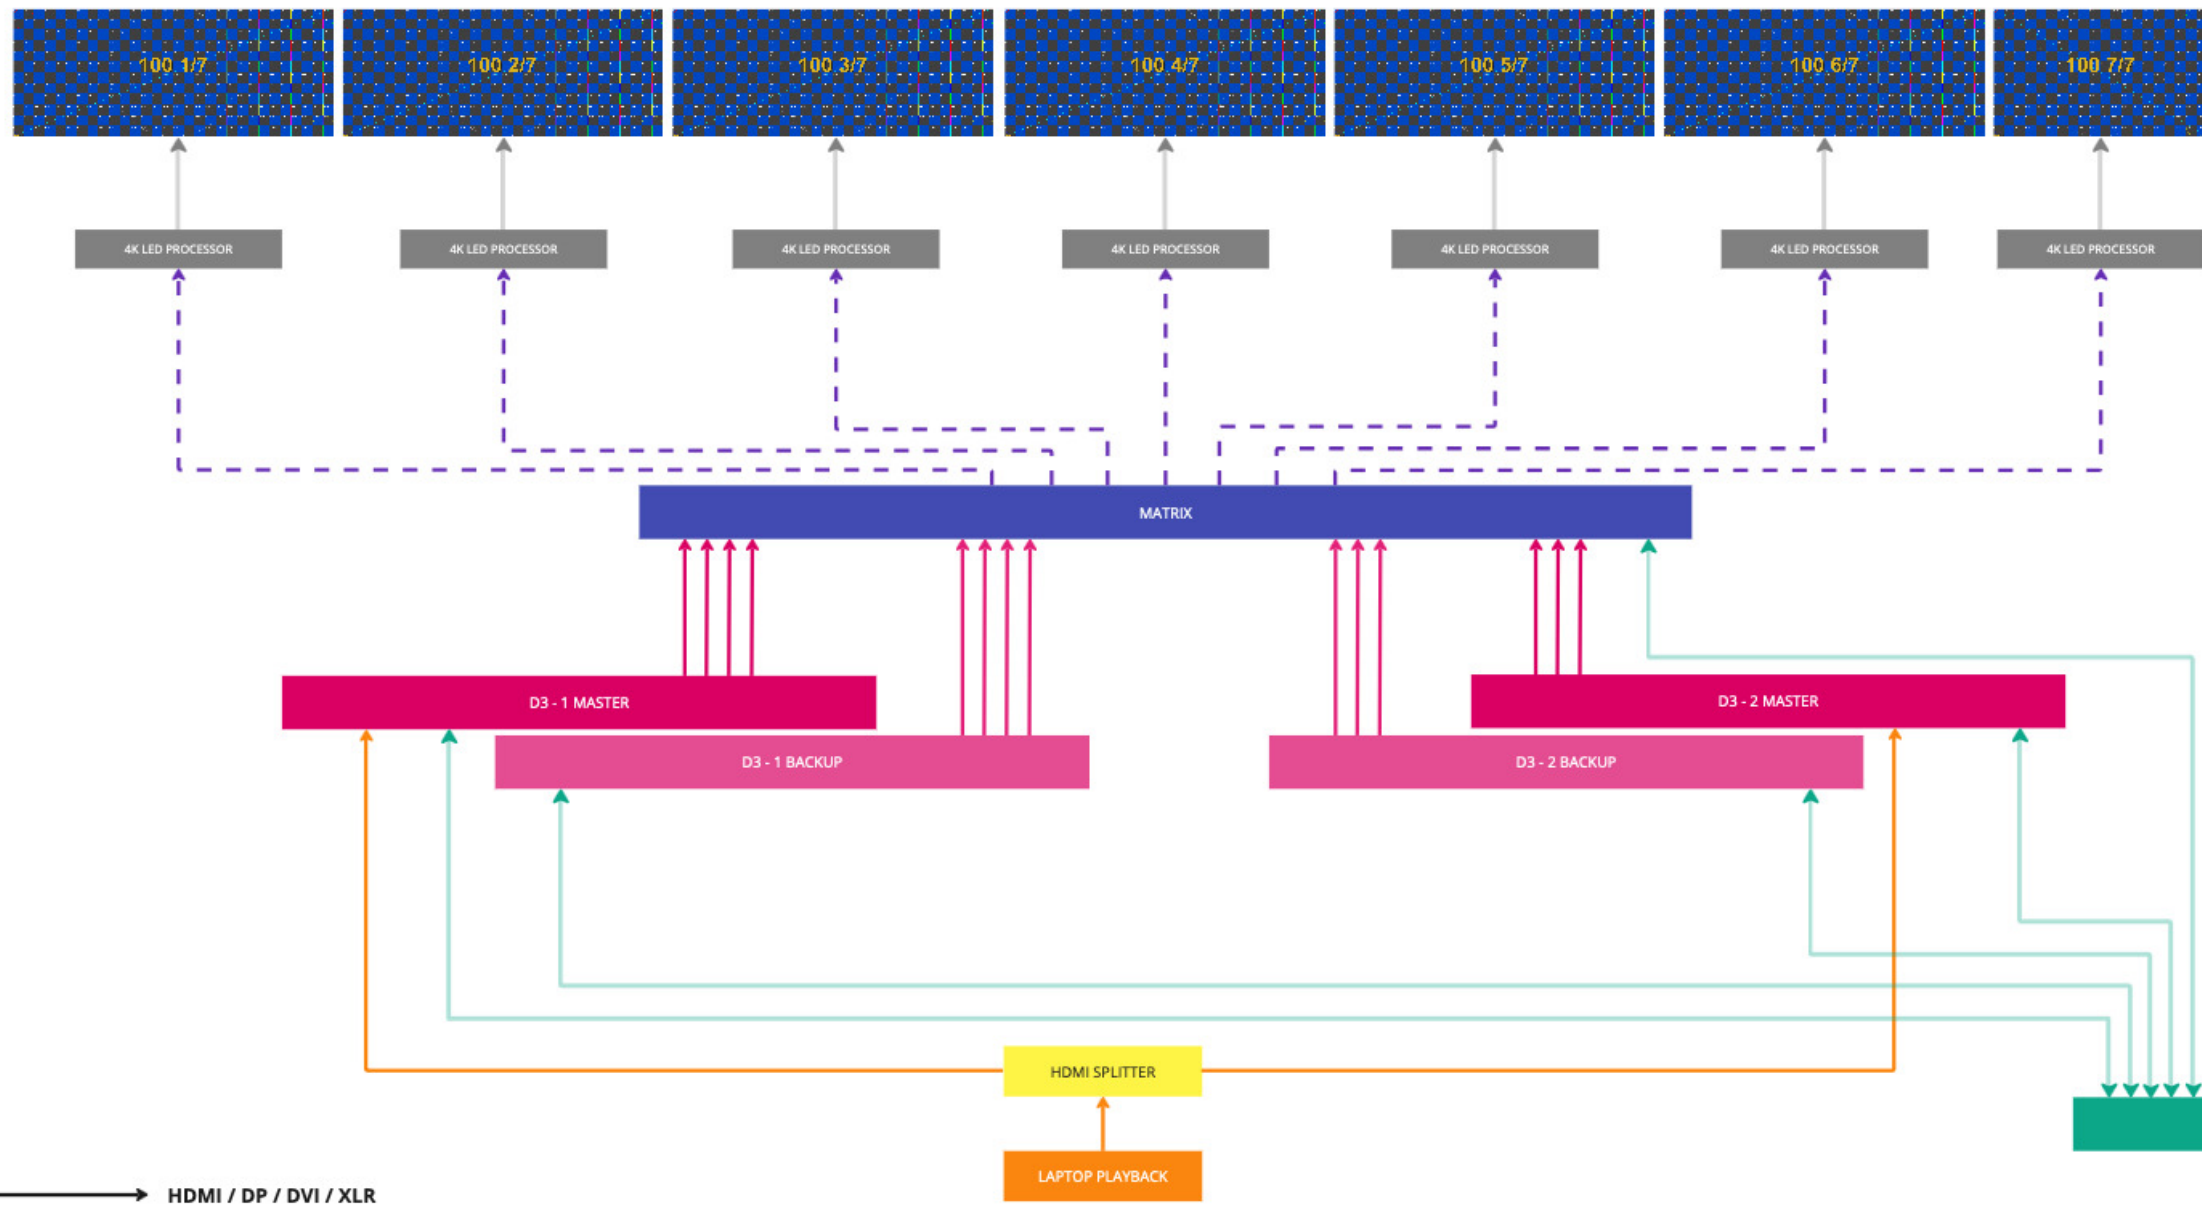 100 1/7
100 2/7
100 3/7
100 4/7
100 5/7
100 6/7
100 7/7
4K LED PROCESSOR
4K LED PROCESSOR
4K LED PROCESSOR
4K LED PROCESSOR
4K LED PROCESSOR
4K LED PROCESSOR
4K LED PROCESSOR
MATRIX
D3 - 1 MASTER
D3 - 2 MASTER
D3 - 1 BACKUP
D3 - 2 BACKUP
HDMI SPLITTER
LAPTOP PLAYBACK
HDMI / DP / DVI / XLR